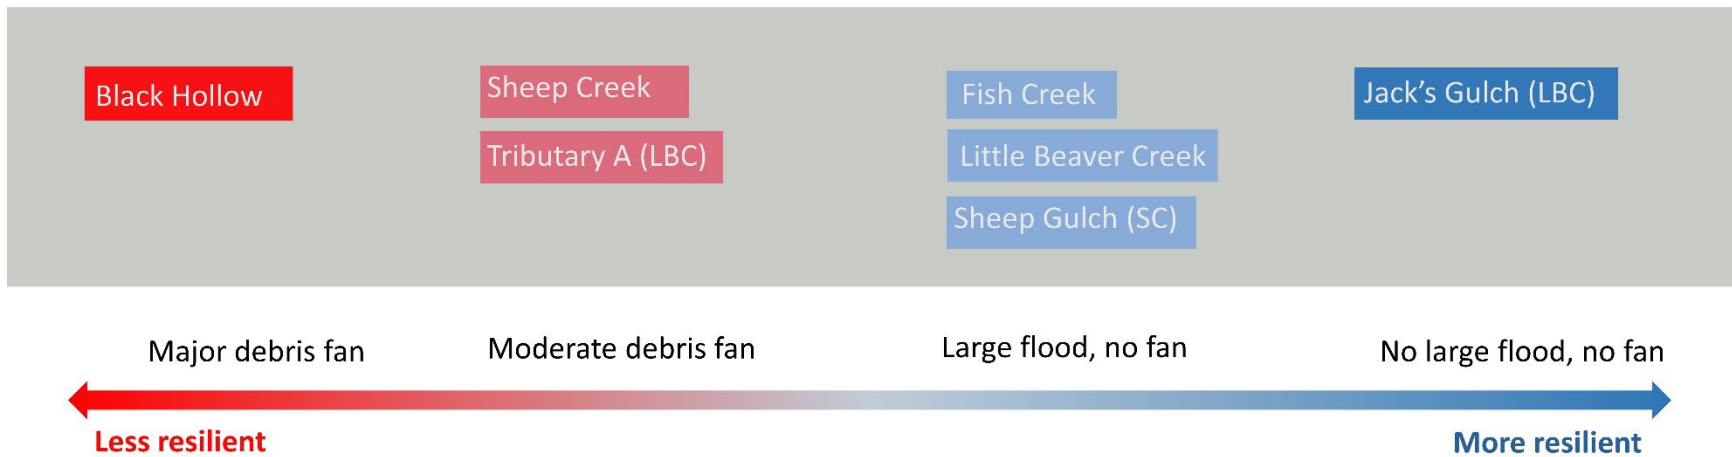 Black Hollow
Sheep Creek
Tributary A (LBC)
Fish Creek
Little Beaver Creek
Sheep Gulch (SC)
Jack's Gulch (LBC)
Major debris fan
Moderate debris fan
Large flood, no fan
No large flood, no fan
Less resilient
More resilient